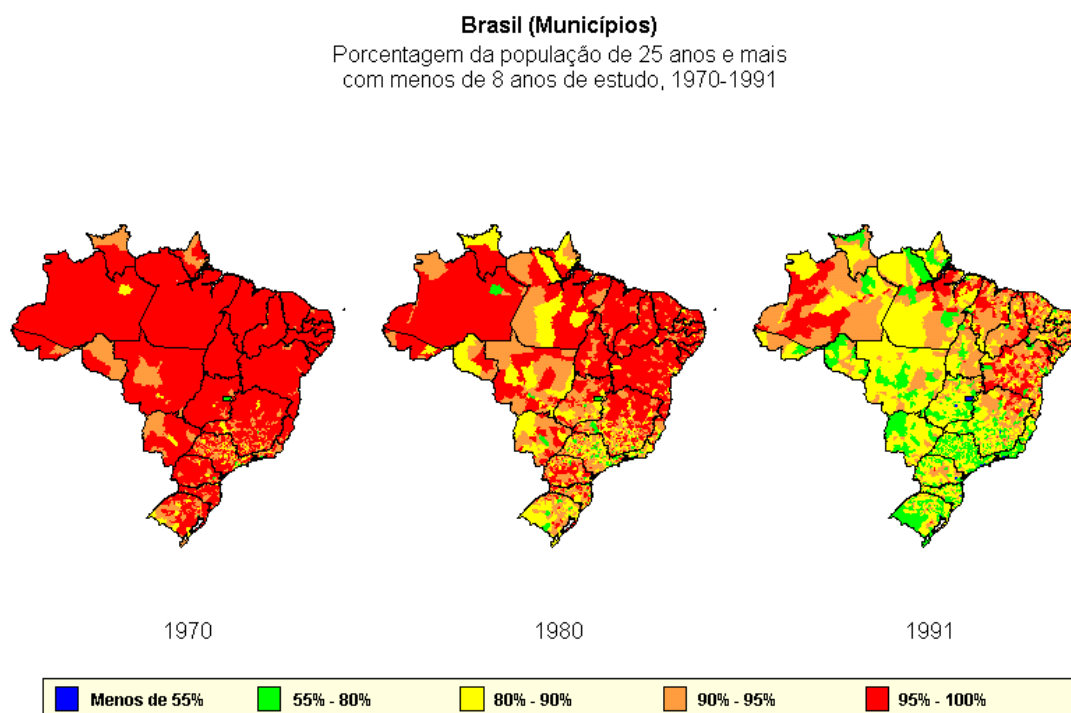 Brasil (Municípios)
Porcentagem da população de 25 anos e mais
com menos de 8 anos de estudo, 1970-1991
1970
1980
1991
Menos de 55%
55% - 80%
80% - 90%
90% - 95%
95% - 100%